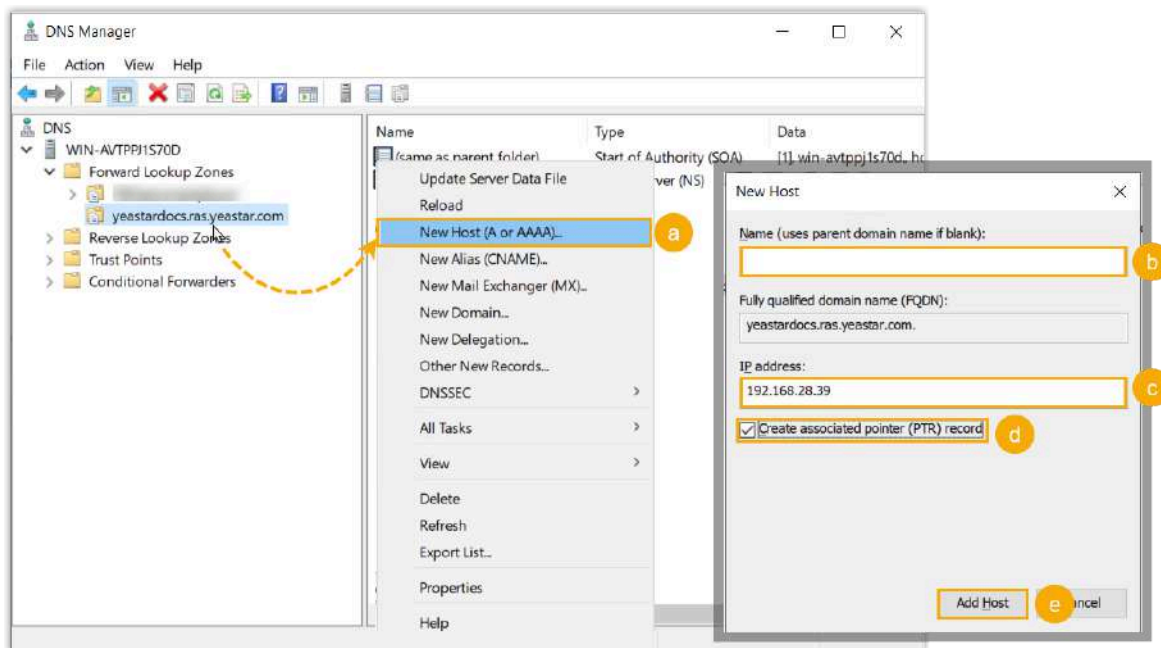 DNS Manager
File Action View Help
DNS
WIN-AVTPPJ1S70D
Forward Lookup Zones
yeastardocs.ras.yeastar.com
Reverse Lookup Zones
Trust Points
Conditional Forwarders
Name Type Data
(same as parent folder) Start of Authority (SOA) [1], win-avtppj1s70d., ho
ver (NS)
Update Server Data File
Reload
New Host (A or AAAA)...
a
New Alias (CNAME)...
New Mail Exchanger (MX)...
New Domain...
New Delegation...
Other New Records...
DNSSEC
All Tasks
View
Delete
Refresh
Export List...
Properties
Help
New Host
Name (uses parent domain name if blank):
b
Fully qualified domain name (FQDN):
yeastardocs.ras.yeastar.com.
IP address:
192.168.28.39
c
Create associated pointer (PTR) record
d
Add Host
e
ncel